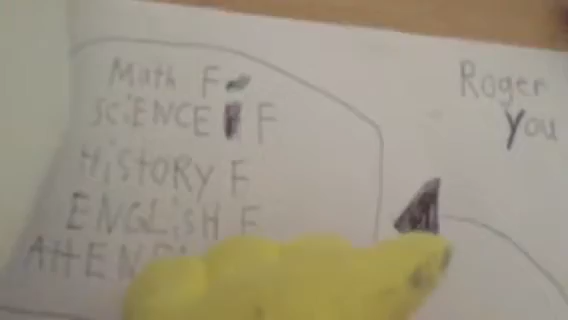 Math F
SCiENCE F
HiSTORY F
ENGLiSH F
Roger
You